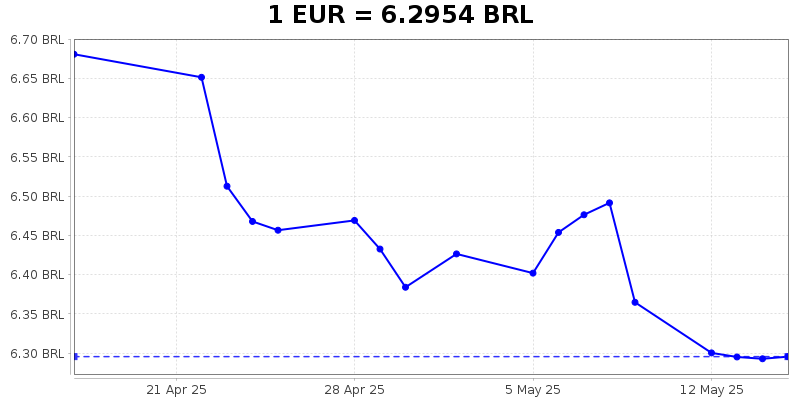 1 EUR = 6.2954 BRL
6.70 BRL
6.65 BRL
6.60 BRL
6.55 BRL
6.50 BRL
6.45 BRL
6.40 BRL
6.35 BRL
6.30 BRL
21 Apr 25
28 Apr 25
5 May 25
12 May 25